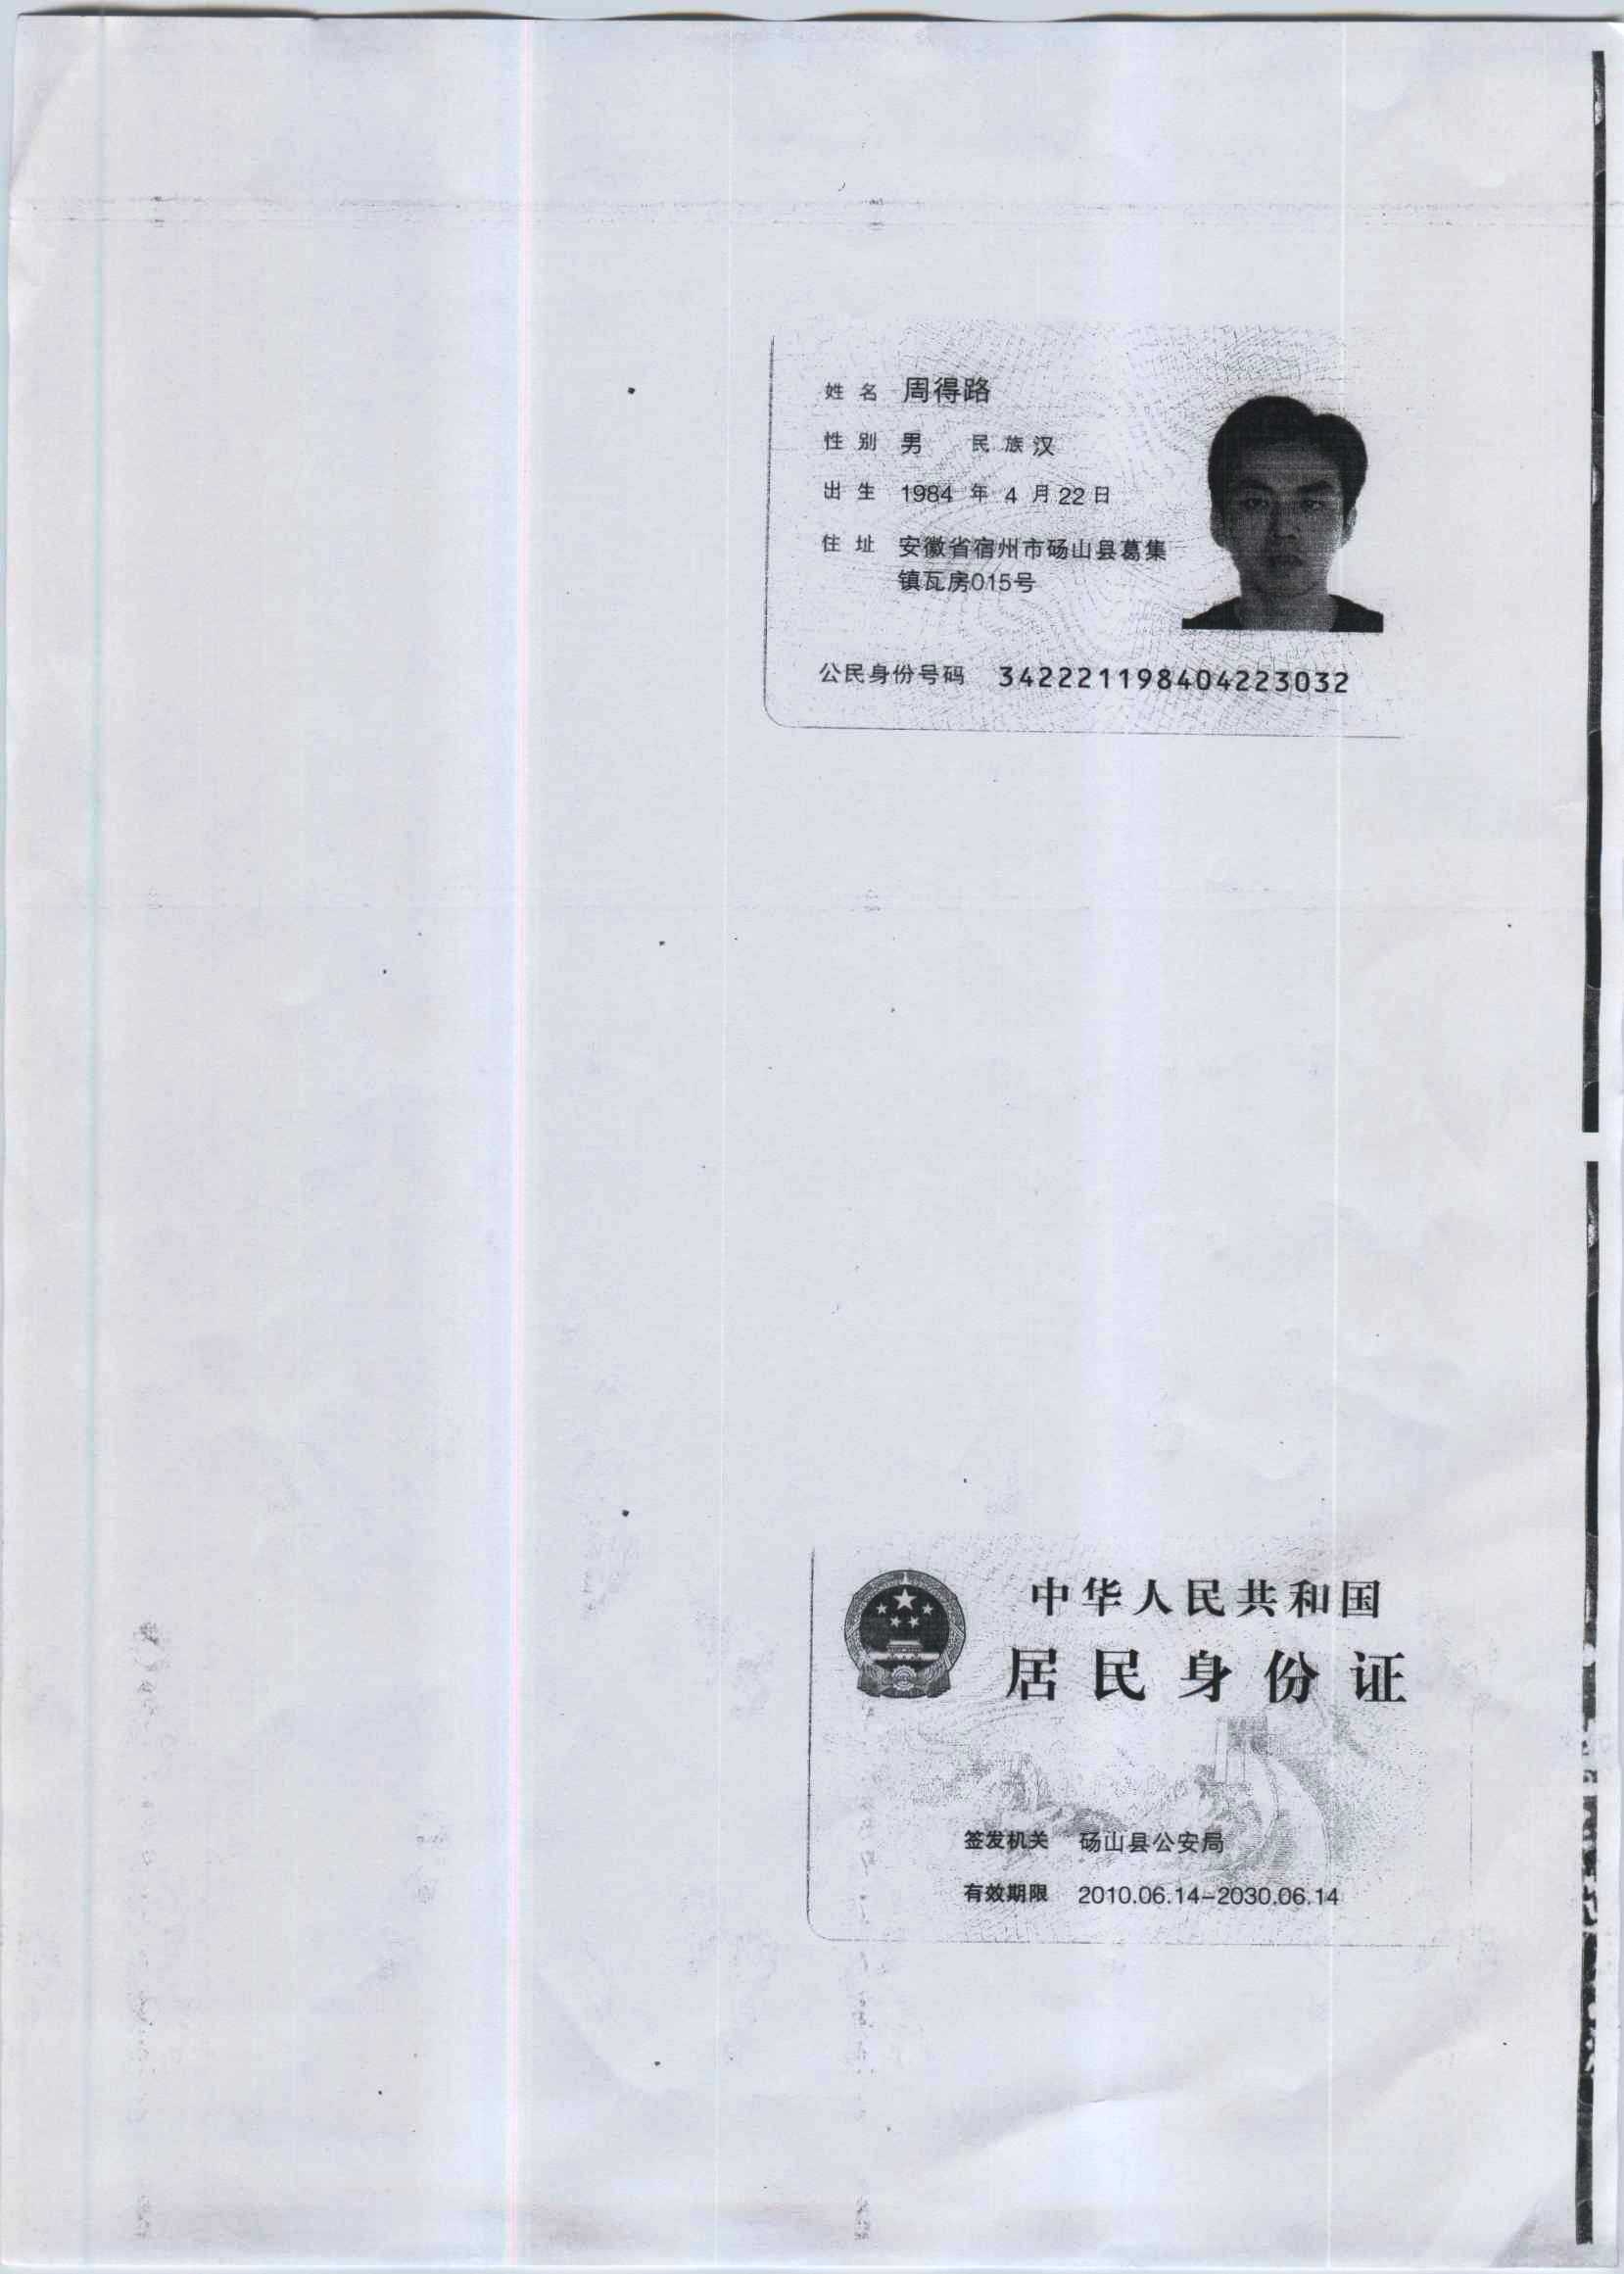 姓名 周得路
性别 男 民族 汉
出生 1984 年 4 月 22 日
住址 安徽省宿州市砀山县葛集
镇瓦房015号
公民身份号码 342221198404223032
中华人民共和国
居民身份证
签发机关 砀山县公安局
有效期限 2010.06.14-2030.06.14